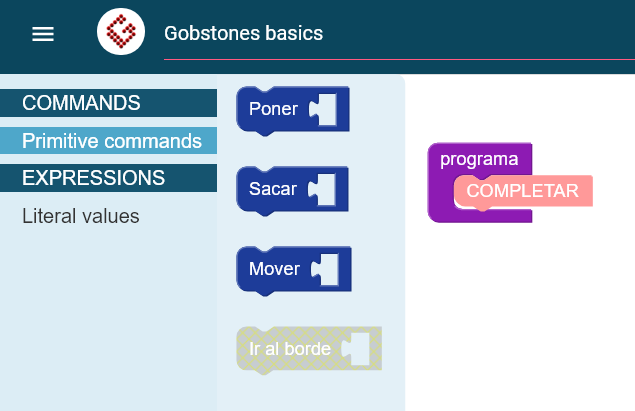 Gobstones basics
COMMANDS
Primitive commands
EXPRESSIONS
Literal values
Poner
Sacar
Mover
Ir al borde
programa
COMPLETAR